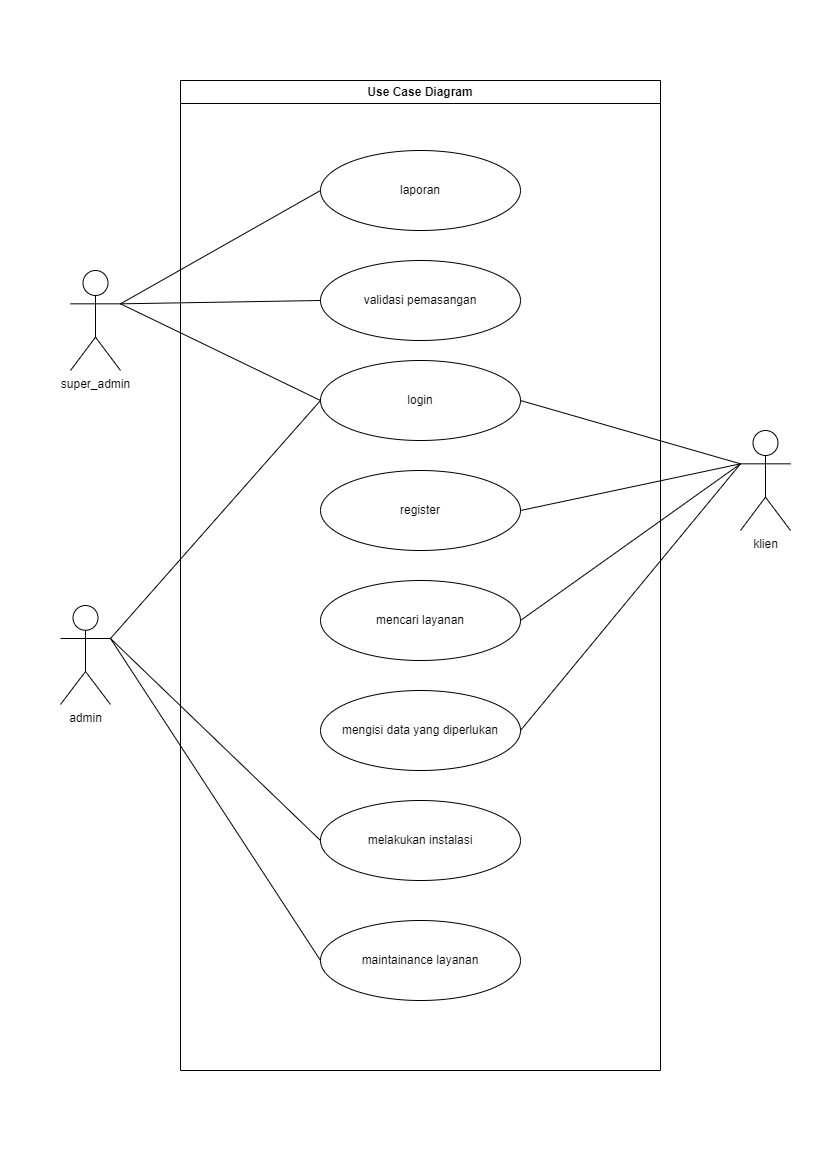 Use Case Diagram
laporan
validasi pemasangan
super_admin
login
register
klien
mencari layanan
admin
mengisi data yang diperlukan
melakukan instalasi
maintainance layanan